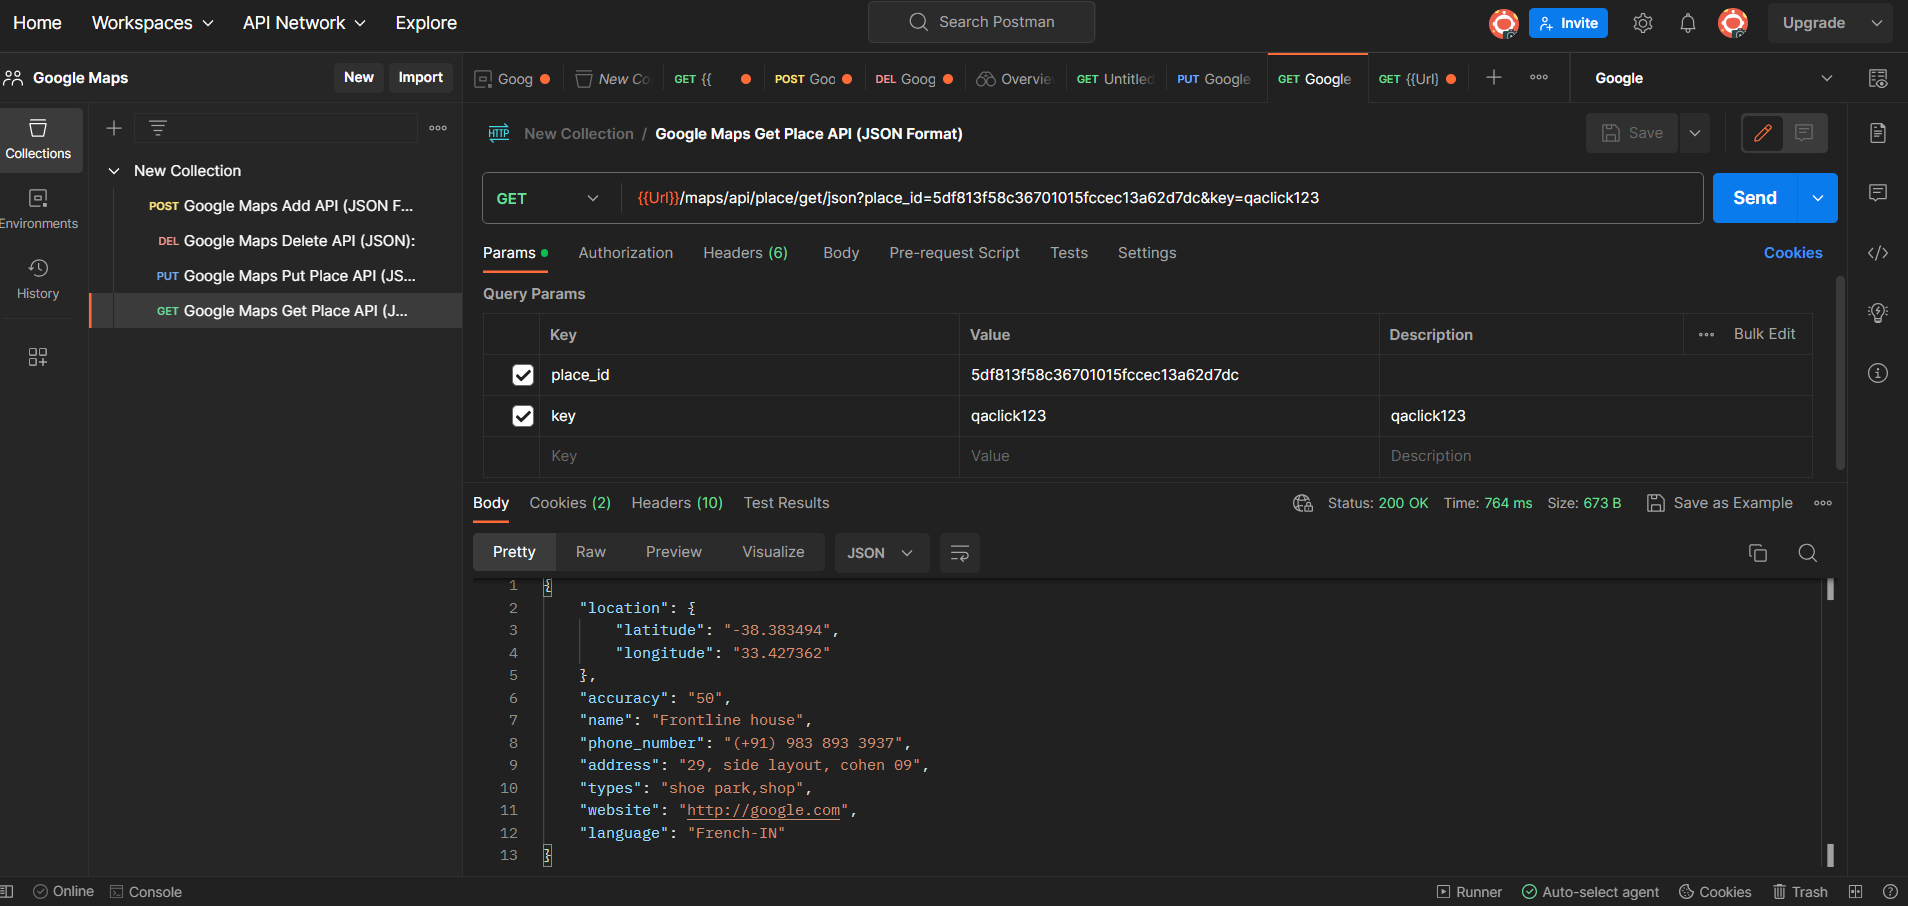 Home Workspaces API Network Explore Search Postman Invite Upgrade
Google Maps New Import Goog New Co GET {{ POST Goo DEL Goog Overvie GET Untitled PUT Google GET Google GET {{Url} Google
Collections
Environments
History
New Collection
POST Google Maps Add API (JSON F...
DEL Google Maps Delete API (JSON):
PUT Google Maps Put Place API (JS...
GET Google Maps Get Place API (J...
HTTP New Collection / Google Maps Get Place API (JSON Format) Save
GET {{Url}}/maps/api/place/get/json?place_id=5df813f58c36701015fccec13a62d7dc&key=qaclick123 Send
Params Authorization Headers (6) Body Pre-request Script Tests Settings Cookies
Query Params
Key Value Description Bulk Edit
place_id 5df813f58c36701015fccec13a62d7dc
key qaclick123 qaclick123
Key Value Description
Body Cookies (2) Headers (10) Test Results Status: 200 OK Time: 764 ms Size: 673 B Save as Example
Pretty Raw Preview Visualize JSON
1 {
2 "location": {
3 "latitude": "-38.383494",
4 "longitude": "33.427362"
5 },
6 "accuracy": "50",
7 "name": "Frontline house",
8 "phone_number": "(+91) 983 893 3937",
9 "address": "29, side layout, cohen 09",
10 "types": "shoe park,shop",
11 "website": "http://google.com",
12 "language": "French-IN"
13 }
Online Console Runner Auto-select agent Cookies Trash